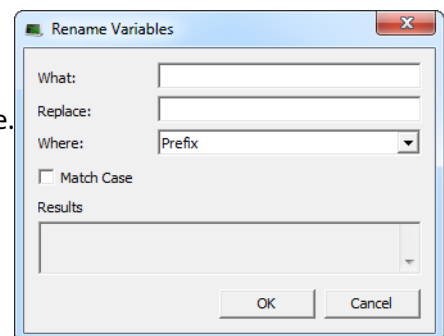 Rename Variables
What:
e.
Replace:
Where: Prefix
Match Case
Results
OK Cancel